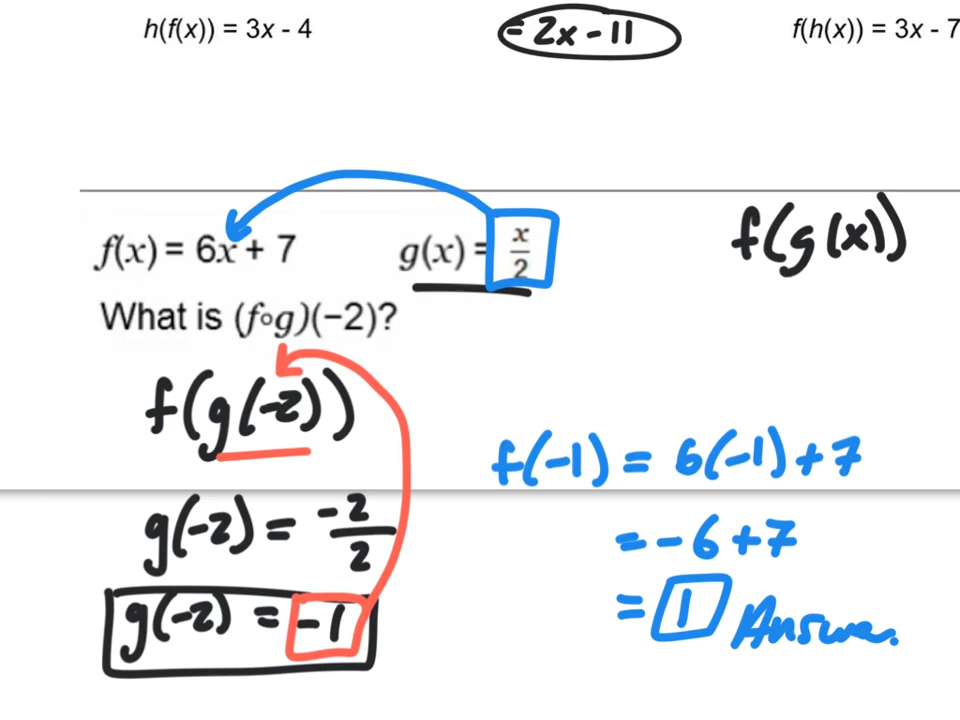 h(f(x)) = 3x - 4
= 2x - 11
f(h(x)) = 3x - 7
f(x) = 6x + 7
g(x) = x/2
f(g(x))
What is (f∘g)(−2)?
f(g(-2))
g(-2) = -2/2
g(-2) = -1
f(-1) = 6(-1) + 7
= -6 + 7
= 1 Answer.